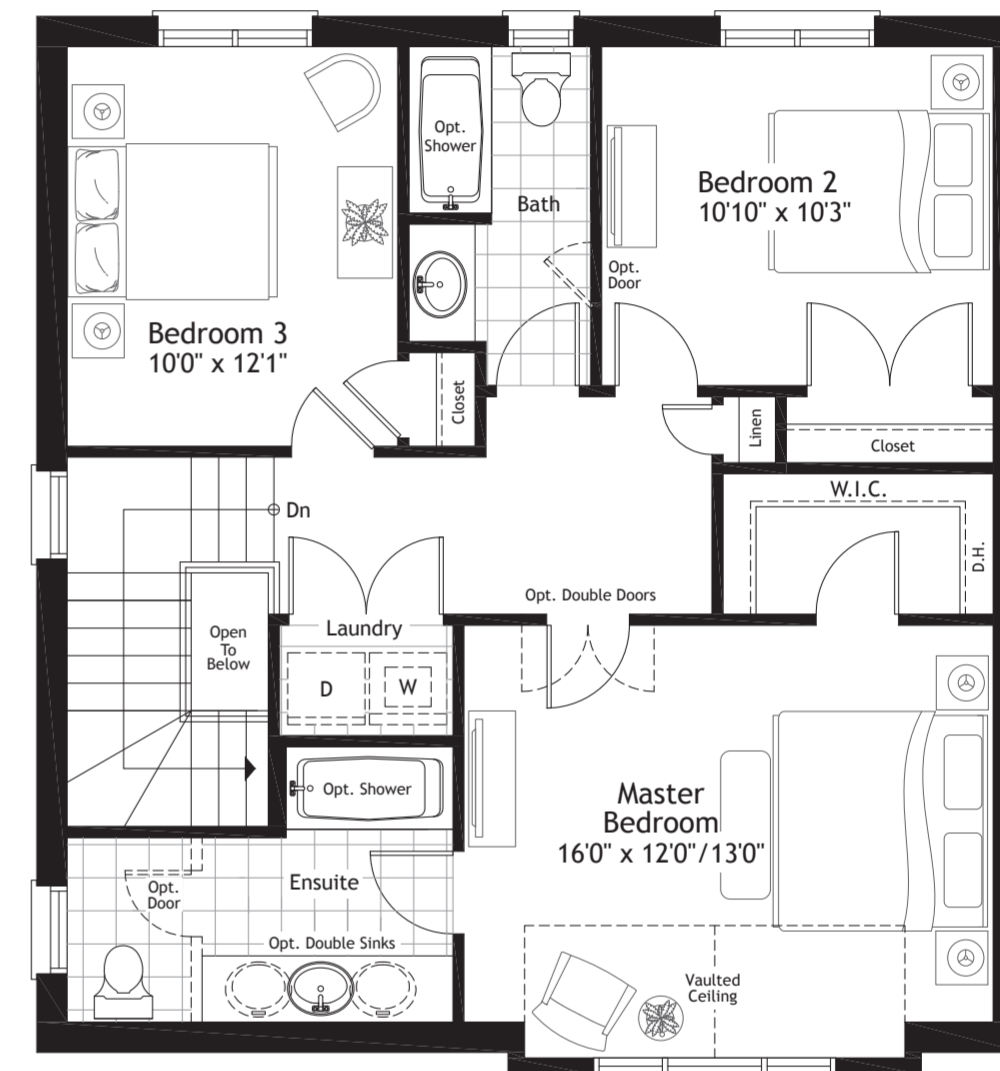 Opt.
Shower
Bath
Bedroom 2
10'10" x 10'3"
Opt.
Door
Bedroom 3
10'0" x 12'1"
Closet
Linen
Closet
W.I.C.
D.H.
Dn
Opt. Double Doors
Laundry
Open
To
Below
D
W
Opt. Shower
Master
Bedroom
16'0" x 12'0"/13'0"
Ensuite
Opt.
Door
Opt. Double Sinks
Vaulted
Ceiling